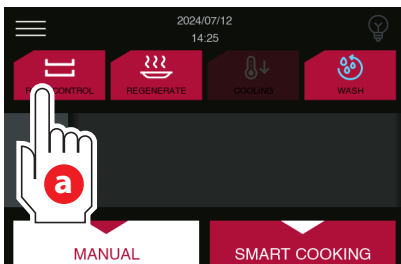 2024/07/12
14:25
CONTROL
REGENERATE
COOLING
WASH
a
MANUAL
SMART COOKING